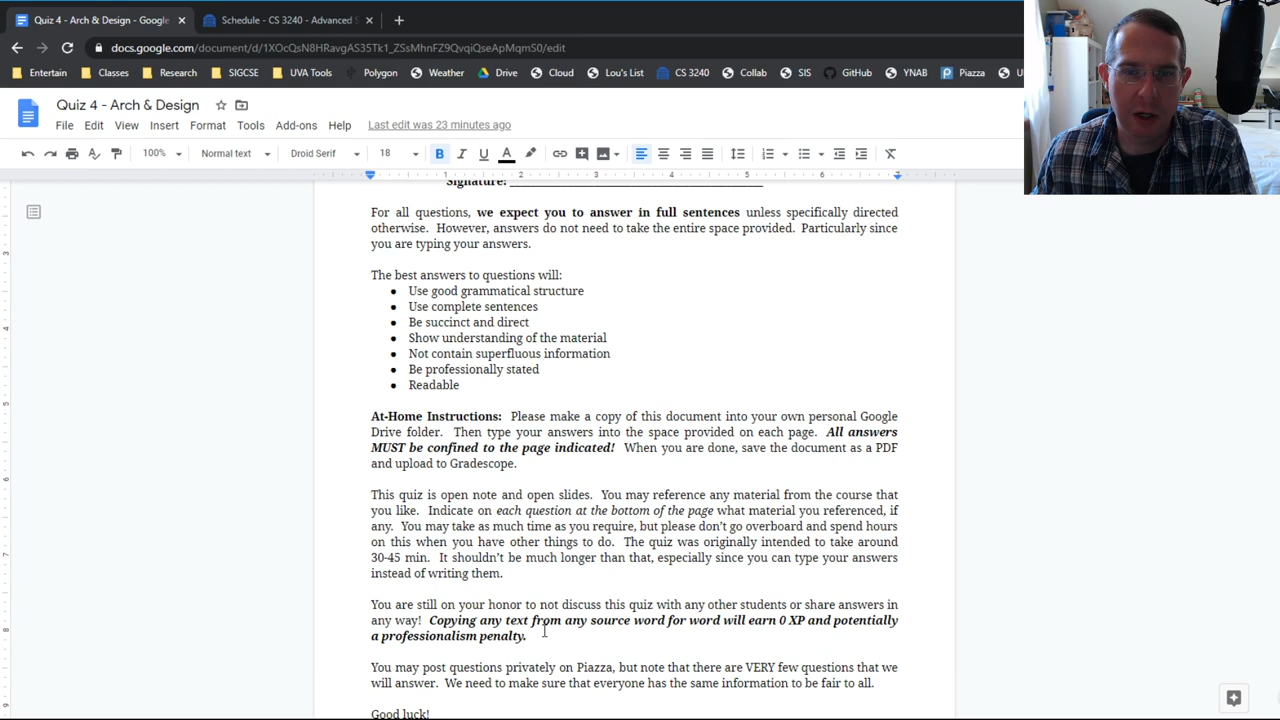 Quiz 4 - Arch & Design - Google
Schedule - CS 3240 - Advanced S
docs.google.com/document/d/1XOcQsN8HRavgAS35Tk1_ZSsMhnFZ9QvqiQseApMqmS0/edit
Entertain Classes Research SIGCSE UVA Tools Polygon Weather Drive Cloud Lou's List CS 3240 Collab SIS GitHub YNAB Piazza
Quiz 4 - Arch & Design
File Edit View Insert Format Tools Add-ons Help Last edit was 23 minutes ago
100% Normal text Droid Serif 18 B I U A
1 2 3 4 5 6 7
Signature:
For all questions, we expect you to answer in full sentences unless specifically directed
otherwise. However, answers do not need to take the entire space provided. Particularly since
you are typing your answers.
The best answers to questions will:
● Use good grammatical structure
● Use complete sentences
● Be succinct and direct
● Show understanding of the material
● Not contain superfluous information
● Be professionally stated
● Readable
At-Home Instructions: Please make a copy of this document into your own personal Google
Drive folder. Then type your answers into the space provided on each page. All answers
MUST be confined to the page indicated! When you are done, save the document as a PDF
and upload to Gradescope.
This quiz is open note and open slides. You may reference any material from the course that
you like. Indicate on each question at the bottom of the page what material you referenced, if
any. You may take as much time as you require, but please don't go overboard and spend hours
on this when you have other things to do. The quiz was originally intended to take around
30-45 min. It shouldn't be much longer than that, especially since you can type your answers
instead of writing them.
You are still on your honor to not discuss this quiz with any other students or share answers in
any way! Copying any text from any source word for word will earn 0 XP and potentially
a professionalism penalty.
You may post questions privately on Piazza, but note that there are VERY few questions that we
will answer. We need to make sure that everyone has the same information to be fair to all.
Good luck!